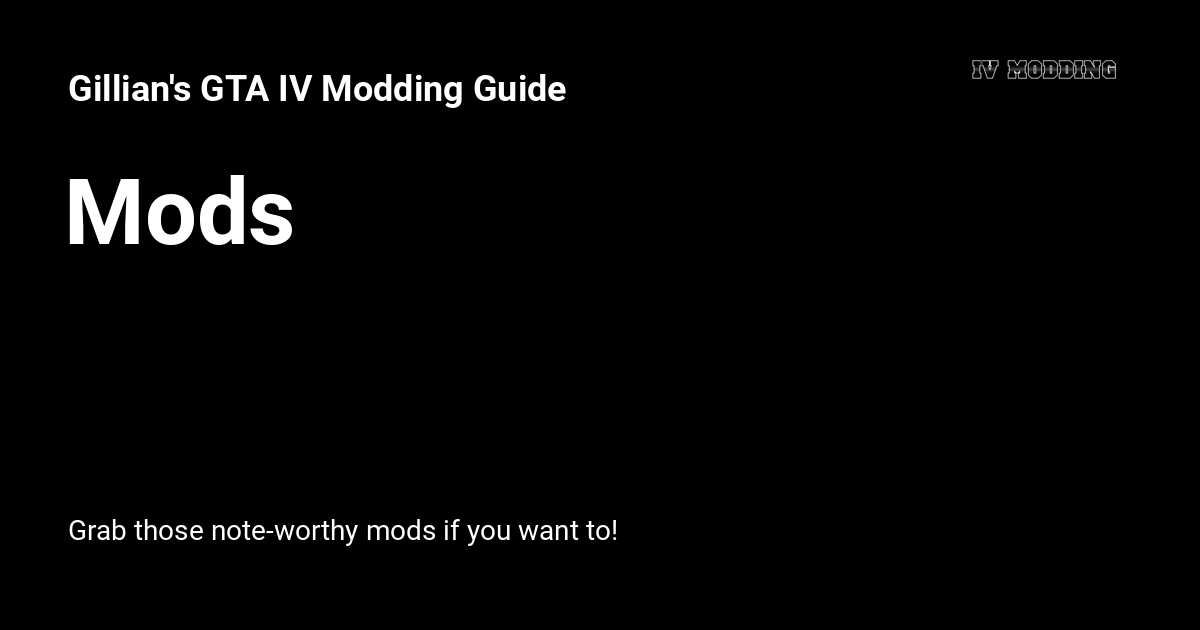 Gillian's GTA IV Modding Guide
IV MODDING
Mods
Grab those note-worthy mods if you want to!